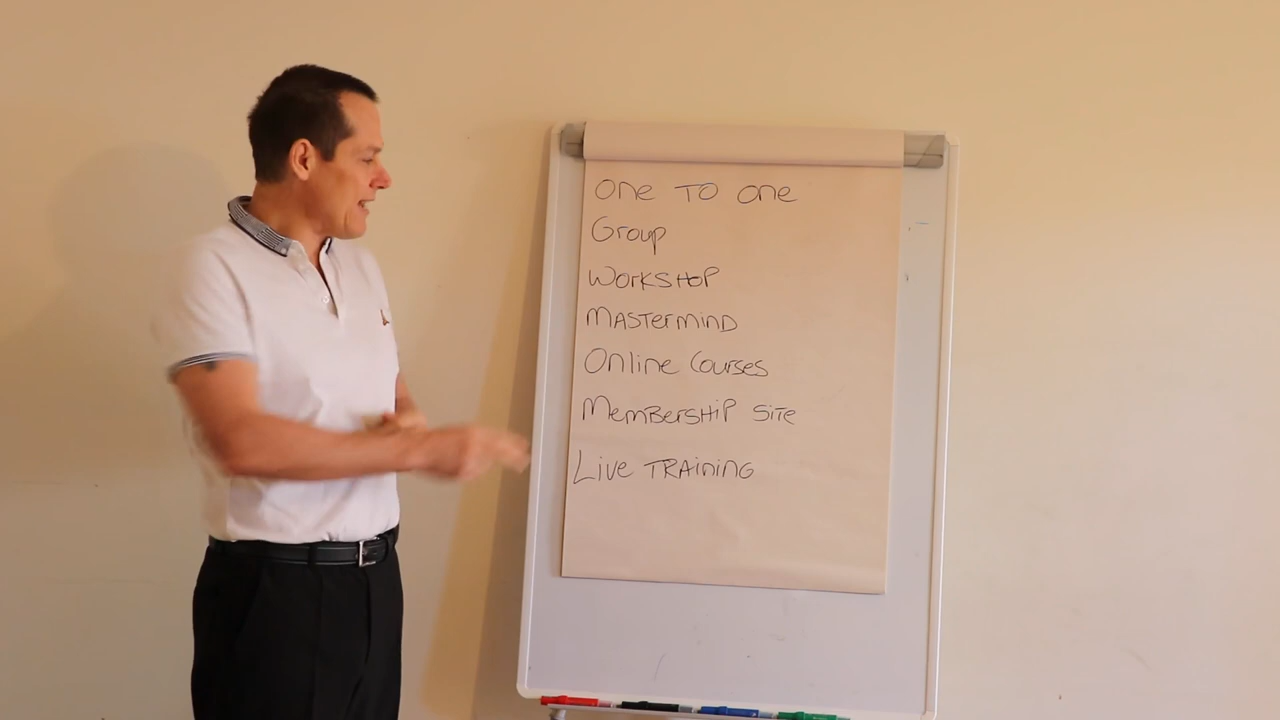 One to One
Group
Workshop
Mastermind
Online Courses
Membership Site
Live Training